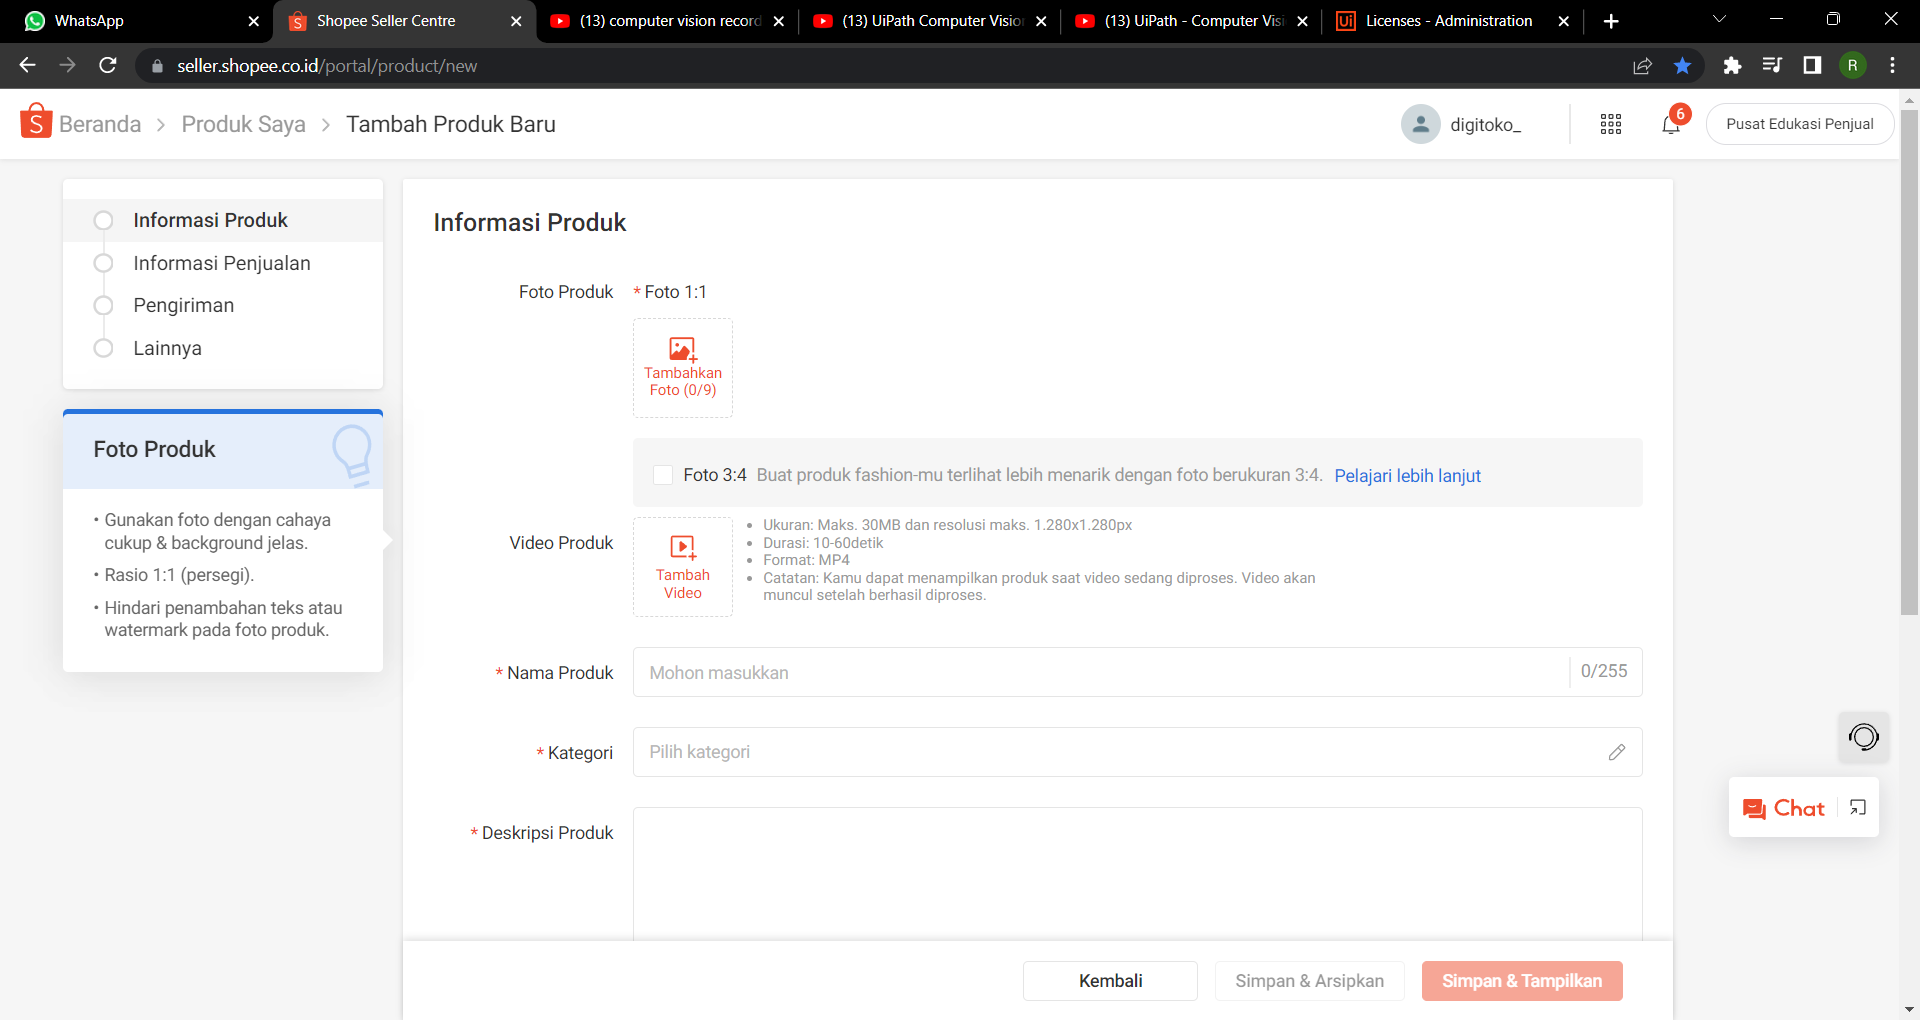 WhatsApp
Shopee Seller Centre
(13) computer vision record
(13) UiPath Computer Vision
(13) UiPath - Computer Visi
Ui
Licenses - Administration
seller.shopee.co.id/portal/product/new
R
Beranda > Produk Saya > Tambah Produk Baru
digitoko_
6
Pusat Edukasi Penjual
Informasi Produk
Informasi Penjualan
Pengiriman
Lainnya
Foto Produk
• Gunakan foto dengan cahaya
cukup & background jelas.
• Rasio 1:1 (persegi).
• Hindari penambahan teks atau
watermark pada foto produk.
Informasi Produk
Foto Produk
* Foto 1:1
Tambahkan
Foto (0/9)
Foto 3:4 Buat produk fashion-mu terlihat lebih menarik dengan foto berukuran 3:4. Pelajari lebih lanjut
Video Produk
Tambah
Video
• Ukuran: Maks. 30MB dan resolusi maks. 1.280x1.280px
• Durasi: 10-60detik
• Format: MP4
• Catatan: Kamu dapat menampilkan produk saat video sedang diproses. Video akan
muncul setelah berhasil diproses.
* Nama Produk
Mohon masukkan
0/255
* Kategori
Pilih kategori
* Deskripsi Produk
Chat
Kembali
Simpan & Arsipkan
Simpan & Tampilkan